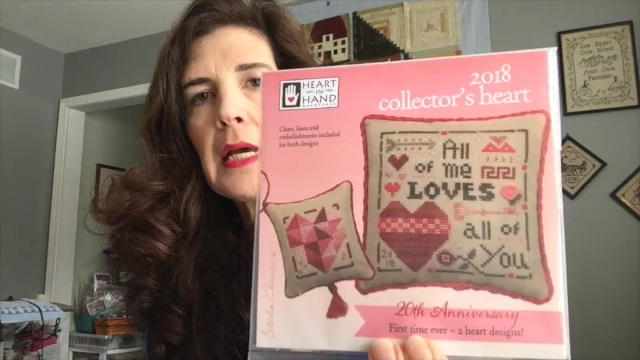 HEART
IN
HAND
2018
collector's heart
Chart, linen and
embellishments included
for both designs
All
of me
LOVES
all of
You
2018
20th Anniversary
First time ever ~ 2 heart designs!